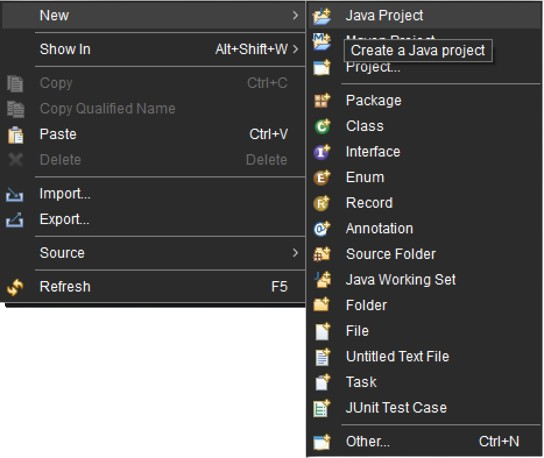 New
Show In Alt+Shift+W
Copy Ctrl+C
Copy Qualified Name
Paste Ctrl+V
Delete Delete
Import...
Export...
Source
Refresh F5
Java Project
Maven Project
Create a Java project
Project...
Package
Class
Interface
Enum
Record
Annotation
Source Folder
Java Working Set
Folder
File
Untitled Text File
Task
JUnit Test Case
Other... Ctrl+N